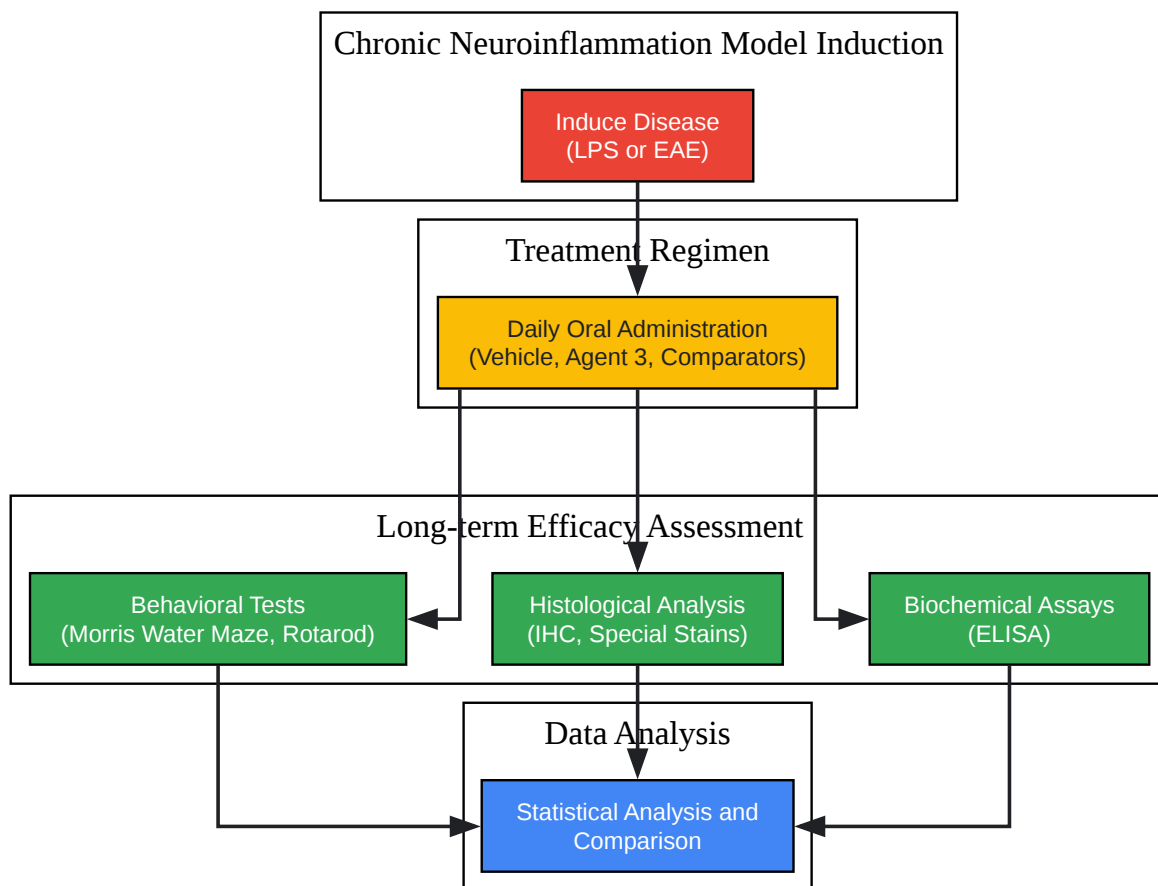 Chronic Neuroinflammation Model Induction
Induce Disease
(LPS or EAE)
Treatment Regimen
Daily Oral Administration
(Vehicle, Agent 3, Comparators)
Long-term Efficacy Assessment
Behavioral Tests
(Morris Water Maze, Rotarod)
Histological Analysis
(IHC, Special Stains)
Biochemical Assays
(ELISA)
Data Analysis
Statistical Analysis and
Comparison